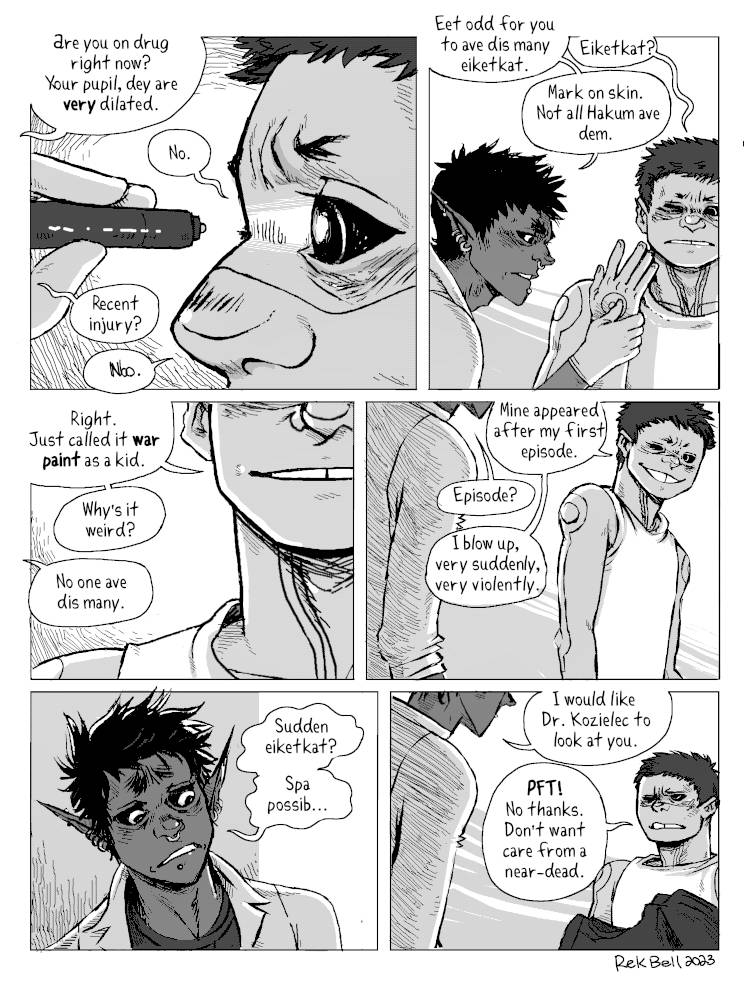 are you on drug
right now?
Your pupil, dey are
very dilated.
No.
Recent
injury?
Noo.
Eet odd for you
to ave dis many
eiketkat.
Eiketkat?
Mark on skin.
Not all Hakum ave
dem.
Right.
Just called it war
paint as a kid.
Why's it
weird?
No one ave
dis many.
Mine appeared
after my first
episode.
Episode?
I blow up,
very suddenly,
very violently.
Sudden
eiketkat?
Spa
possib...
I would like
Dr. Kozielec to
look at you.
PFT!
No thanks.
Don't want
care from a
near-dead.
Rek Bell 2023